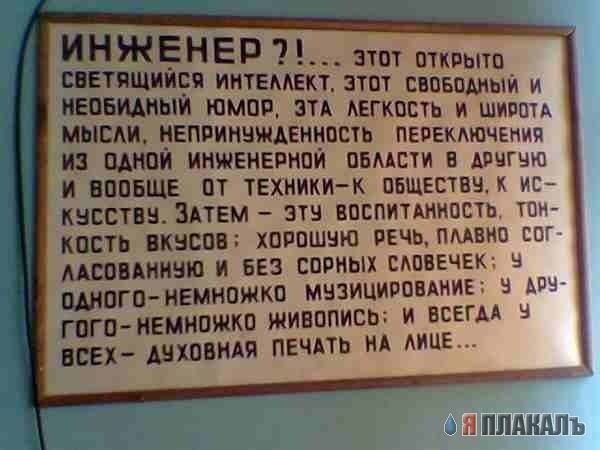 ИНЖЕНЕР?!... ЭТОТ ОТКРЫТО
СВЕТЯЩИЙСЯ ИНТЕЛЛЕКТ, ЭТОТ СВОБОДНЫЙ И
НЕОБИДНЫЙ ЮМОР, ЭТА ЛЕГКОСТЬ И ШИРОТА
МЫСЛИ, НЕПРИНУЖДЕННОСТЬ ПЕРЕКЛЮЧЕНИЯ
ИЗ ОДНОЙ ИНЖЕНЕРНОЙ ОБЛАСТИ В ДРУГУЮ
И ВООБЩЕ ОТ ТЕХНИКИ-К ОБЩЕСТВУ, К ИС-
КУССТВУ. ЗАТЕМ - ЭТУ ВОСПИТАННОСТЬ, ТОН-
КОСТЬ ВКУСОВ; ХОРОШУЮ РЕЧЬ, ПЛАВНО СОГ-
ЛАСОВАННУЮ И БЕЗ СОРНЫХ СЛОВЕЧЕК; У
ОДНОГО-НЕМНОЖКО МУЗИЦИРОВАНИЕ; У ДРУ-
ГОГО-НЕМНОЖКО ЖИВОПИСЬ; И ВСЕГДА У
ВСЕХ- ДУХОВНАЯ ПЕЧАТЬ НА ЛИЦЕ...
Я ПЛАКАЛЪ